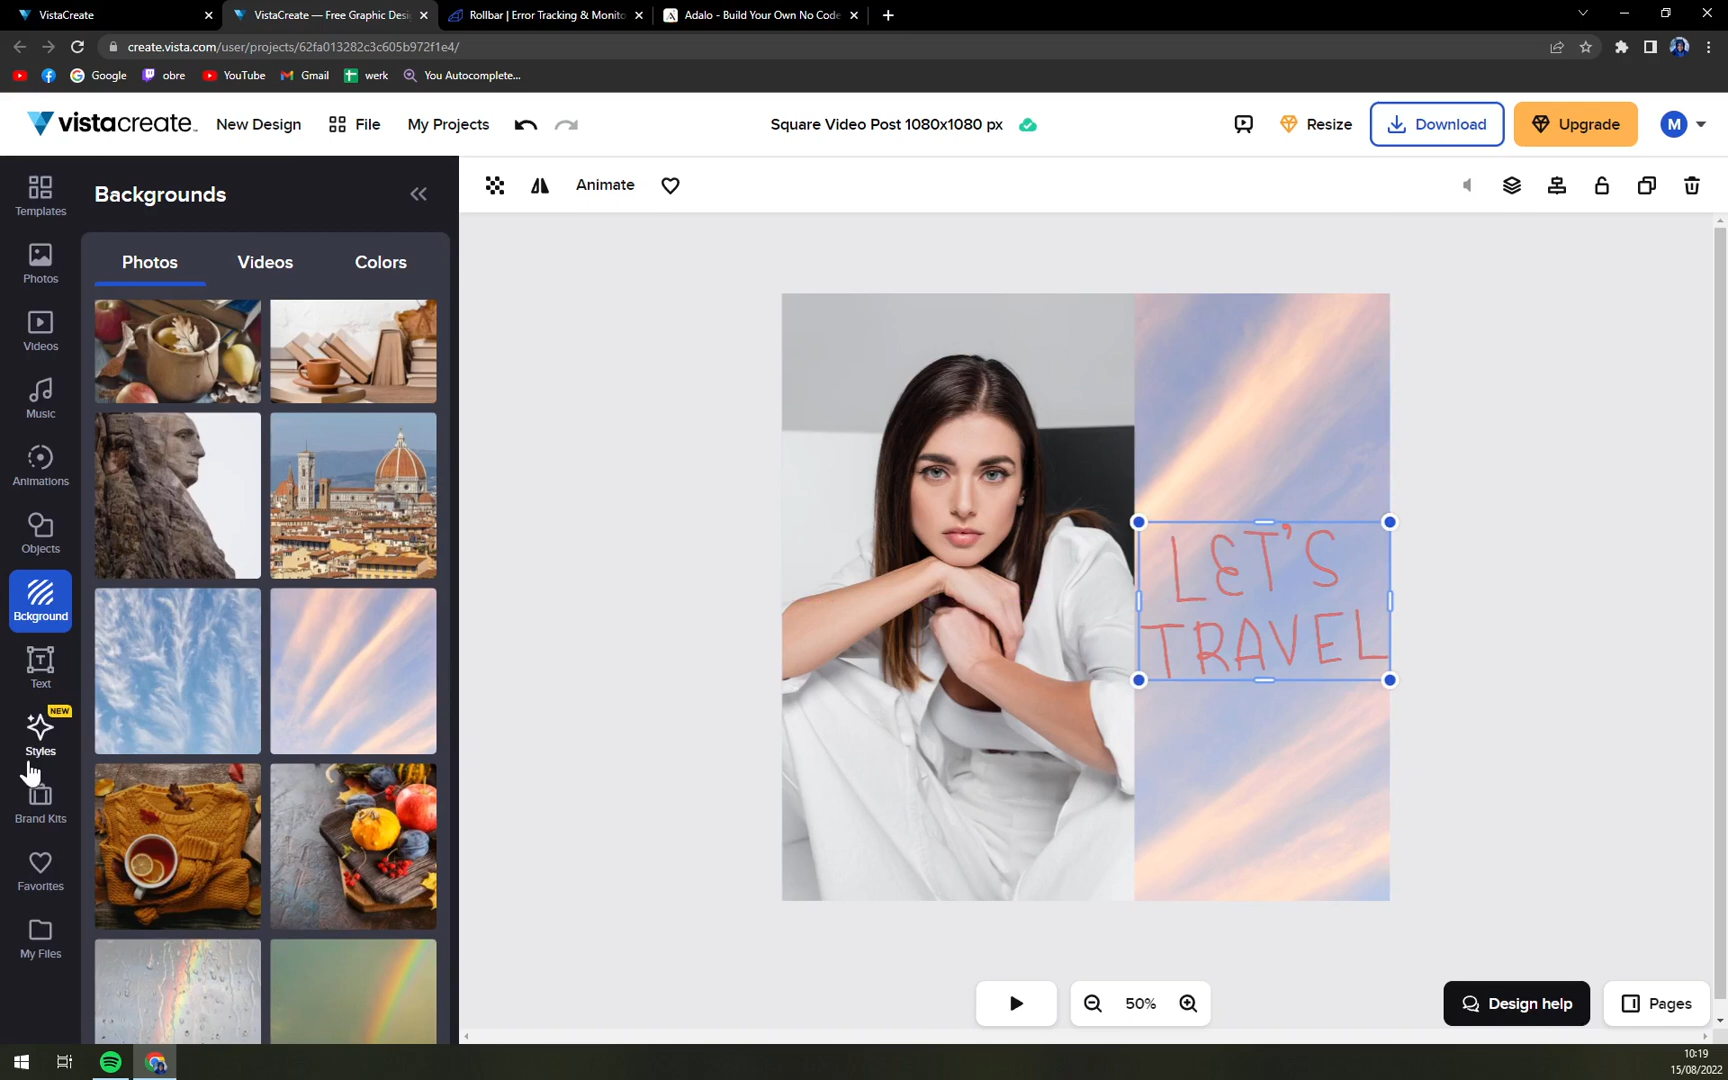 VistaCreate
VistaCreate — Free Graphic Desi
Rollbar | Error Tracking & Monito
Adalo - Build Your Own No Code
create.vista.com/user/projects/62fa013282c3c605b972f1e4/
Google
obre
YouTube
Gmail
werk
You Autocomplete...
vistacreate
New Design
File
My Projects
Square Video Post 1080x1080 px
Resize
Download
Upgrade
M
Templates
Photos
Videos
Music
Animations
Objects
Bckground
Text
NEW
Styles
Brand Kits
Favorites
My Files
Backgrounds
Photos
Videos
Colors
Animate
LET'S
TRAVEL
50%
Design help
Pages
10:19
15/08/2022